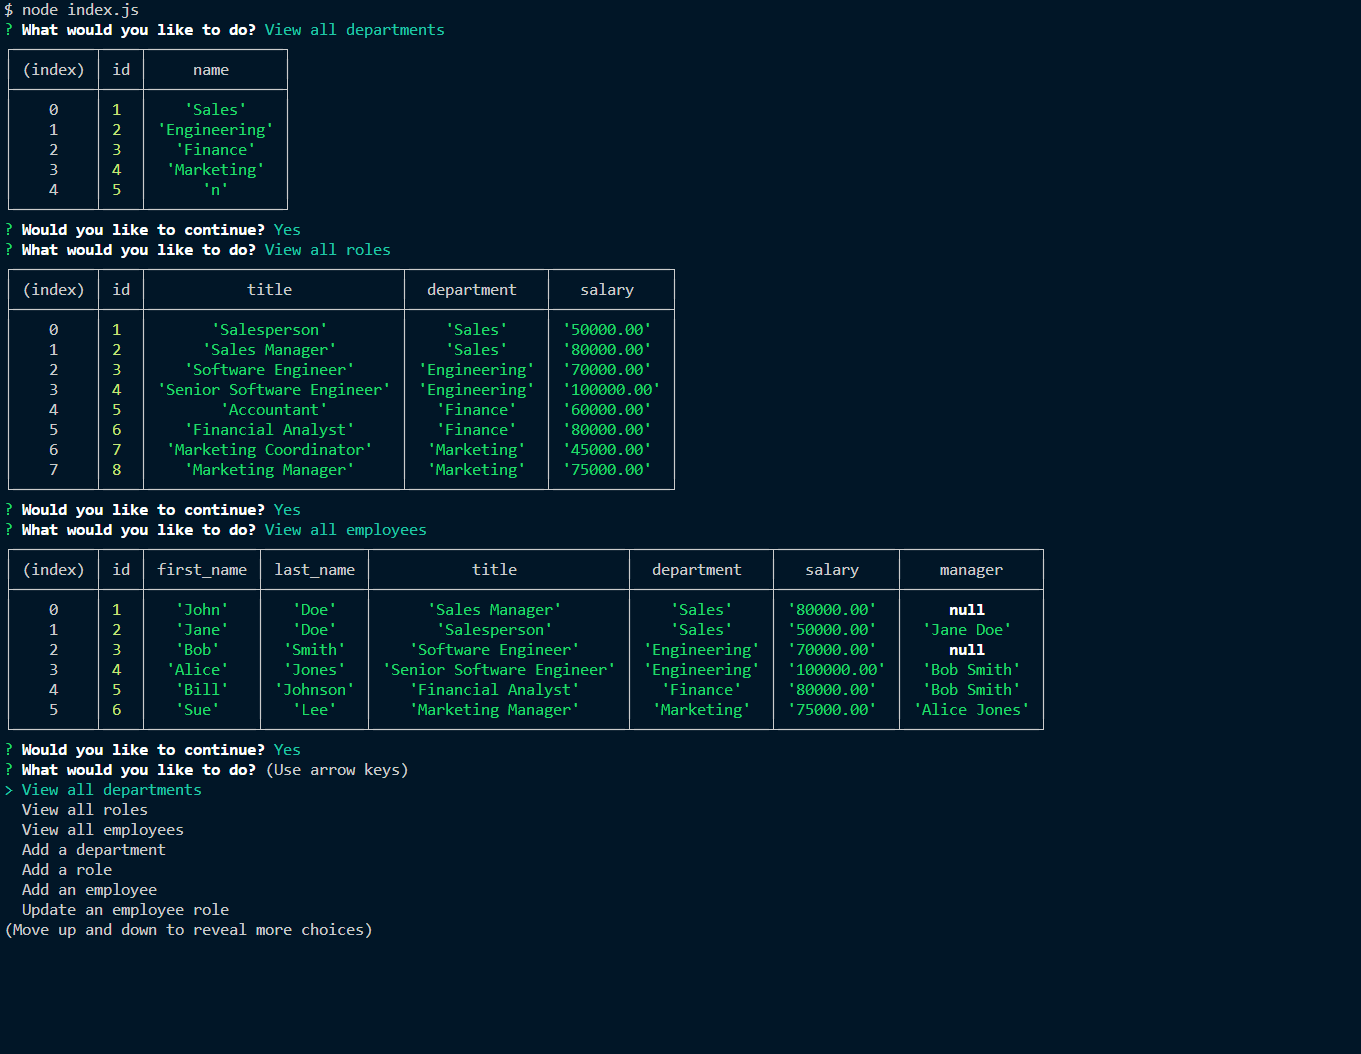 $ node index.js
? What would you like to do? View all departments
(index) id name
0 1 'Sales'
1 2 'Engineering'
2 3 'Finance'
3 4 'Marketing'
4 5 'n'
? Would you like to continue? Yes
? What would you like to do? View all roles
(index) id title department salary
0 1 'Salesperson' 'Sales' '50000.00'
1 2 'Sales Manager' 'Sales' '80000.00'
2 3 'Software Engineer' 'Engineering' '70000.00'
3 4 'Senior Software Engineer' 'Engineering' '100000.00'
4 5 'Accountant' 'Finance' '60000.00'
5 6 'Financial Analyst' 'Finance' '80000.00'
6 7 'Marketing Coordinator' 'Marketing' '45000.00'
7 8 'Marketing Manager' 'Marketing' '75000.00'
? Would you like to continue? Yes
? What would you like to do? View all employees
(index) id first_name last_name title department salary manager
0 1 'John' 'Doe' 'Sales Manager' 'Sales' '80000.00' null
1 2 'Jane' 'Doe' 'Salesperson' 'Sales' '50000.00' 'Jane Doe'
2 3 'Bob' 'Smith' 'Software Engineer' 'Engineering' '70000.00' null
3 4 'Alice' 'Jones' 'Senior Software Engineer' 'Engineering' '100000.00' 'Bob Smith'
4 5 'Bill' 'Johnson' 'Financial Analyst' 'Finance' '80000.00' 'Bob Smith'
5 6 'Sue' 'Lee' 'Marketing Manager' 'Marketing' '75000.00' 'Alice Jones'
? Would you like to continue? Yes
? What would you like to do? (Use arrow keys)
> View all departments
View all roles
View all employees
Add a department
Add a role
Add an employee
Update an employee role
(Move up and down to reveal more choices)